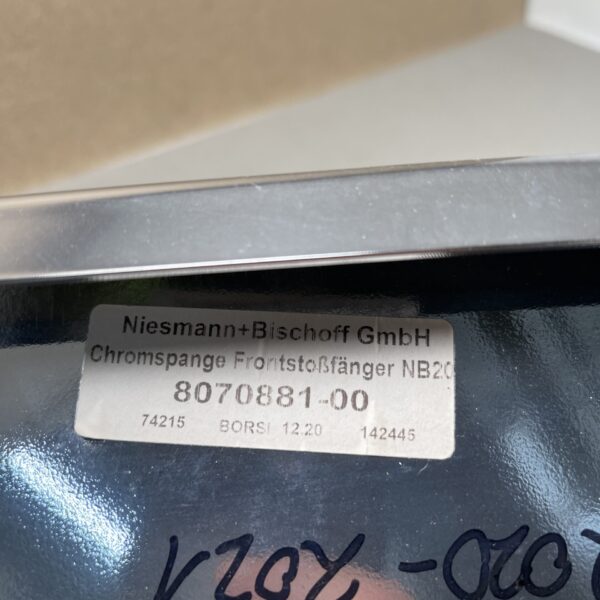 Niesmann+Bischoff GmbH
Chromspange Frontstoßfänger NB20
8070881-00
74215 BORSI 12.20 142445